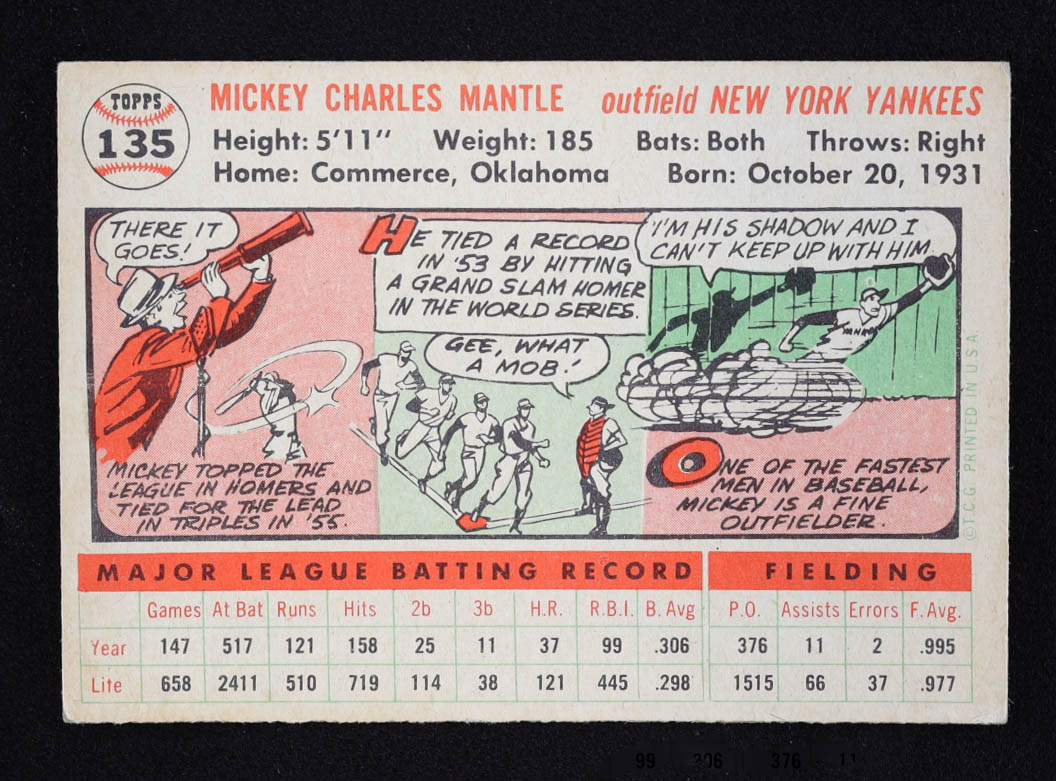 TOPPS
135
MICKEY CHARLES MANTLE outfield NEW YORK YANKEES
Height: 5'11" Weight: 185 Bats: Both Throws: Right
Home: Commerce, Oklahoma Born: October 20, 1931
THERE IT
GOES!
HE TIED A RECORD
IN '53 BY HITTING
A GRAND SLAM HOMER
IN THE WORLD SERIES.
"I'M HIS SHADOW AND I
CAN'T KEEP UP WITH HIM.
GEE, WHAT
A MOB!
YANKS
MICKEY TOPPED THE
LEAGUE IN HOMERS AND
TIED FOR THE LEAD
IN TRIPLES IN '55.
ONE OF THE FASTEST
MEN IN BASEBALL,
MICKEY IS A FINE
OUTFIELDER.
© T.C.G. PRINTED IN U.S.A.
MAJOR LEAGUE BATTING RECORD FIELDING
Games At Bat Runs Hits 2b 3b H.R. R.B.I. B. Avg P.O. Assists Errors F. Avg.
Year 147 517 121 158 25 11 37 99 .306 376 11 2 .995
Life 658 2411 510 719 114 38 121 445 .298 1515 66 37 .977
99 306 376 11